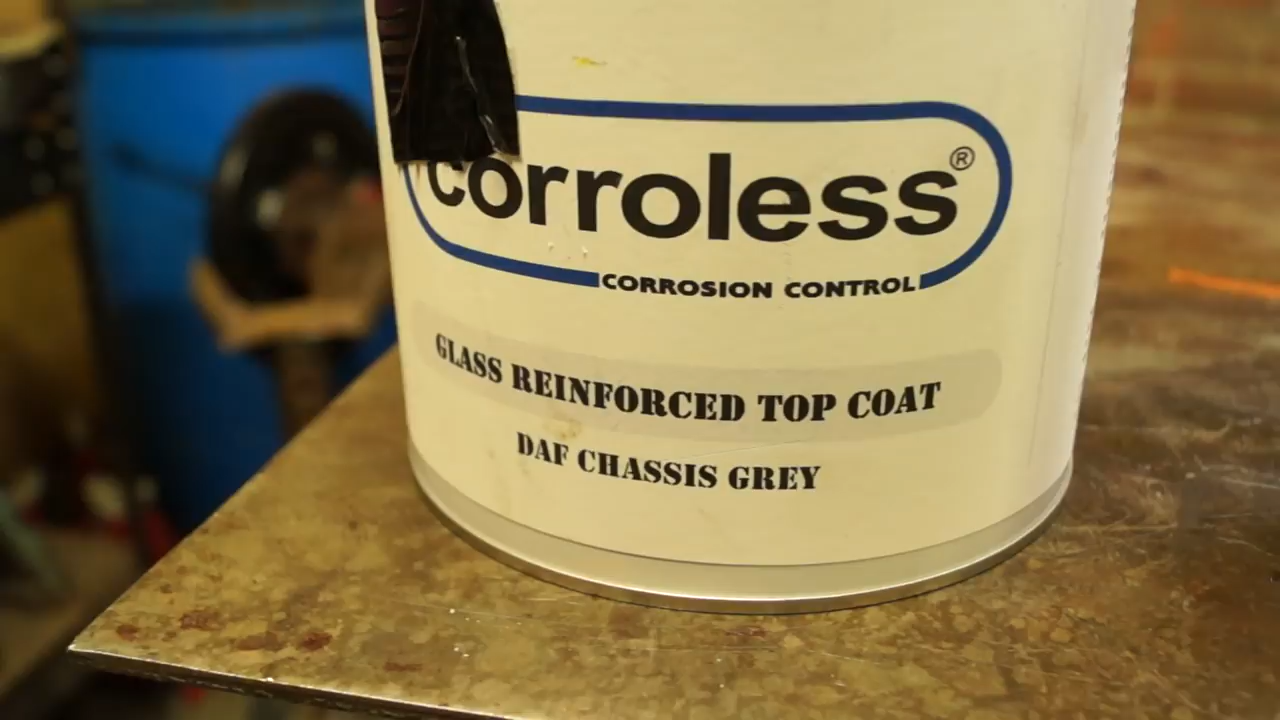 corroless®
CORROSION CONTROL
GLASS REINFORCED TOP COAT
DAF CHASSIS GREY